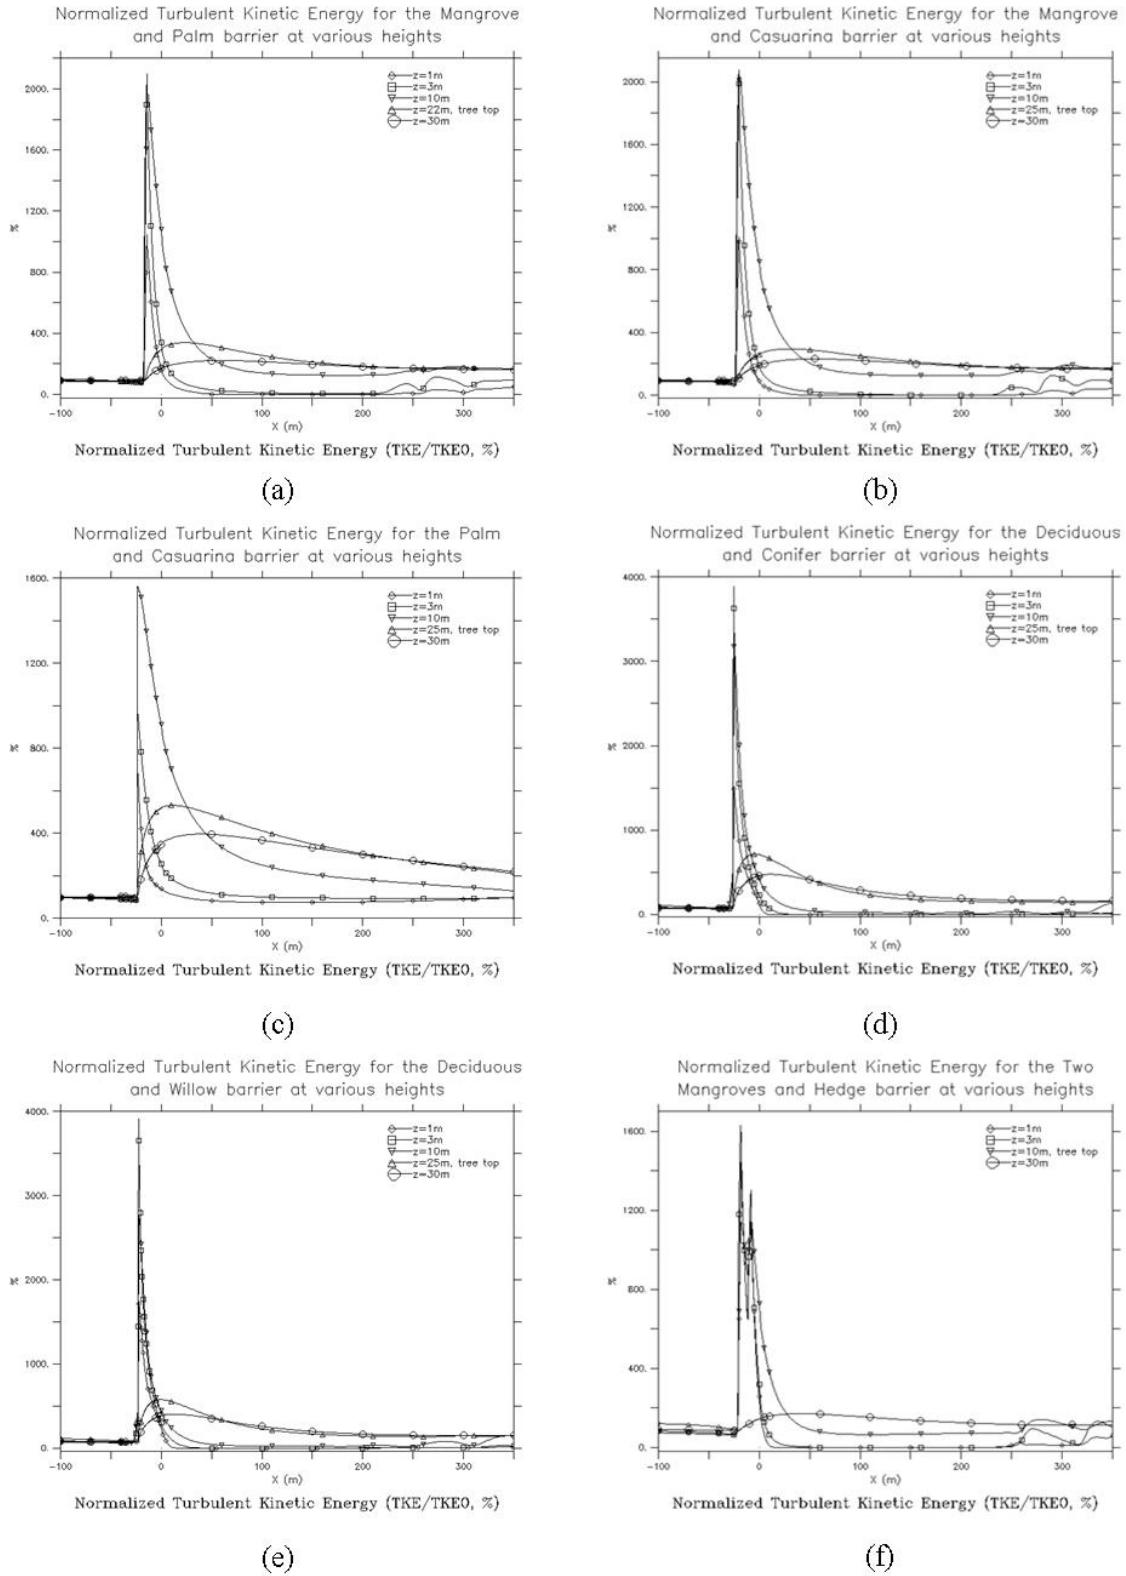 Normalized Turbulent Kinetic Energy for the Mangrove
and Palm barrier at various heights
z=1m
z=3m
z=10m
z=22m, tree top
z=30m
2000.
1600.
1200.
800.
400.
0.
%
-100
0
100
200
300
X (m)
Normalized Turbulent Kinetic Energy (TKE/TKE0, %)
(a)
Normalized Turbulent Kinetic Energy for the Mangrove
and Casuarina barrier at various heights
z=1m
z=3m
z=10m
z=25m, tree top
z=30m
2000.
1600.
1200.
800.
400.
0.
%
-100
0
100
200
300
X (m)
Normalized Turbulent Kinetic Energy (TKE/TKE0, %)
(b)
Normalized Turbulent Kinetic Energy for the Palm
and Casuarina barrier at various heights
z=1m
z=3m
z=10m
z=25m, tree top
z=30m
1600.
1200.
800.
400.
0.
%
-100
0
100
200
300
X (m)
Normalized Turbulent Kinetic Energy (TKE/TKE0, %)
(c)
Normalized Turbulent Kinetic Energy for the Deciduous
and Conifer barrier at various heights
z=1m
z=3m
z=10m
z=25m, tree top
z=30m
4000.
3000.
2000.
1000.
0.
%
-100
0
100
200
300
X (m)
Normalized Turbulent Kinetic Energy (TKE/TKE0, %)
(d)
Normalized Turbulent Kinetic Energy for the Deciduous
and Willow barrier at various heights
z=1m
z=3m
z=10m
z=25m, tree top
z=30m
4000.
3000.
2000.
1000.
0.
%
-100
0
100
200
300
X (m)
Normalized Turbulent Kinetic Energy (TKE/TKE0, %)
(e)
Normalized Turbulent Kinetic Energy for the Two
Mangroves and Hedge barrier at various heights
z=1m
z=3m
z=10m, tree top
z=30m
1600.
1200.
800.
400.
0.
%
-100
0
100
200
300
X (m)
Normalized Turbulent Kinetic Energy (TKE/TKE0, %)
(f)